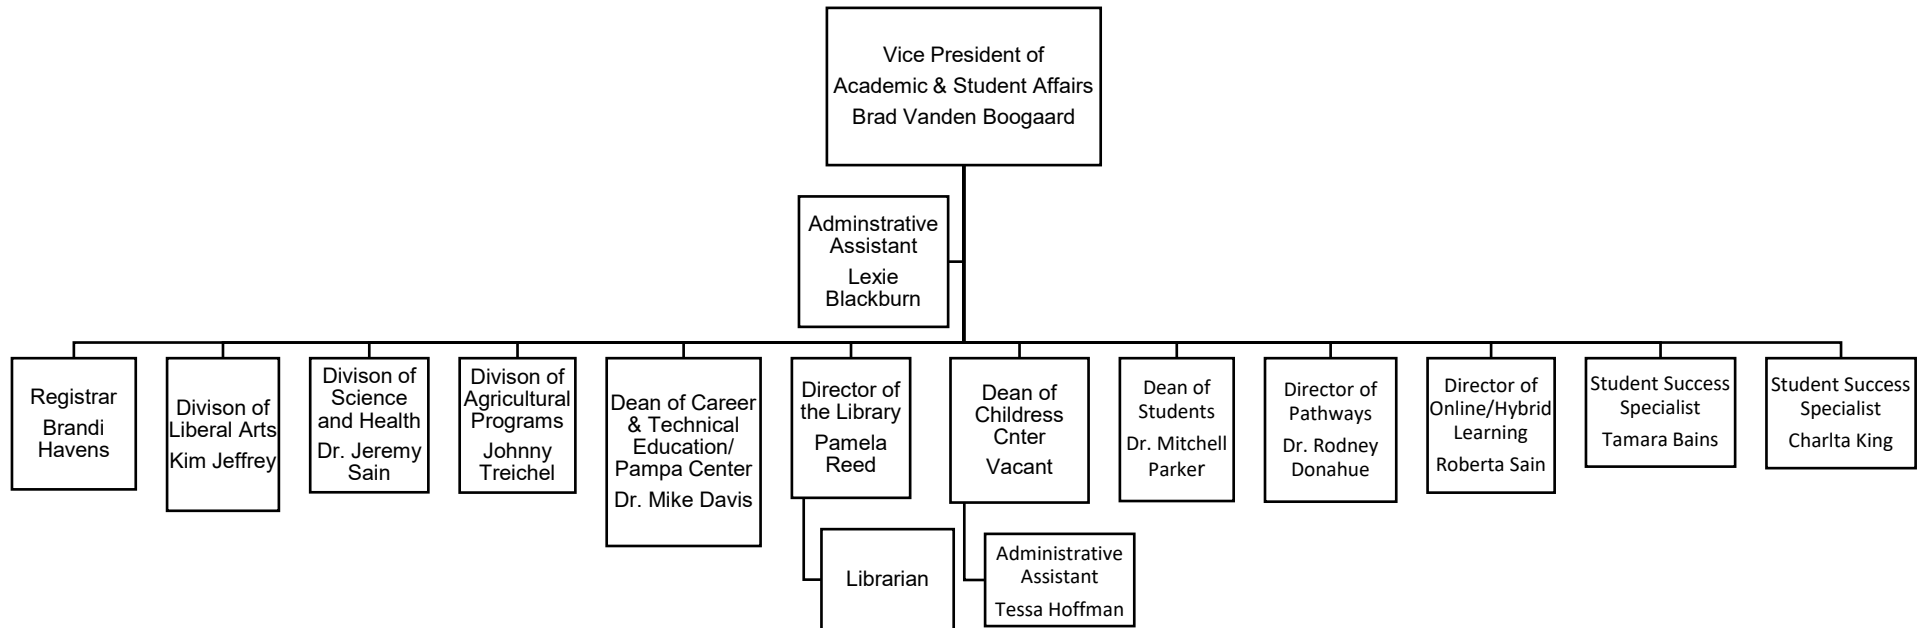 Vice President of
Academic & Student Affairs
Brad Vanden Boogaard
Adminstrative
Assistant
Lexie
Blackburn
Registrar
Brandi
Havens
Divison of
Liberal Arts
Kim Jeffrey
Divison of
Science
and Health
Dr. Jeremy
Sain
Divison of
Agricultural
Programs
Johnny
Treichel
Dean of Career
& Technical
Education/
Pampa Center
Dr. Mike Davis
Director of
the Library
Pamela
Reed
Dean of
Childress
Cnter
Vacant
Dean of
Students
Dr. Mitchell
Parker
Director of
Pathways
Dr. Rodney
Donahue
Director of
Online/Hybrid
Learning
Roberta Sain
Student Success
Specialist
Tamara Bains
Student Success
Specialist
Charlta King
Librarian
Administrative
Assistant
Tessa Hoffman